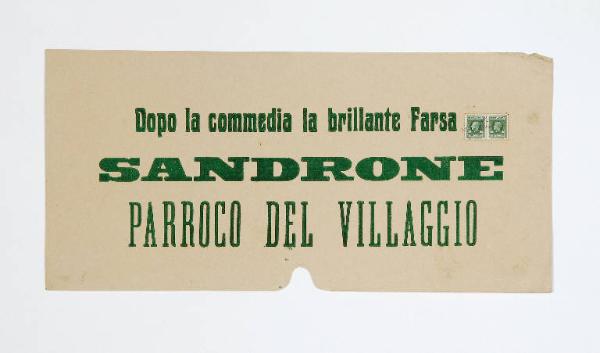 Dopo la commedia la brillante Farsa
SANDRONE
PARROCO DEL VILLAGGIO